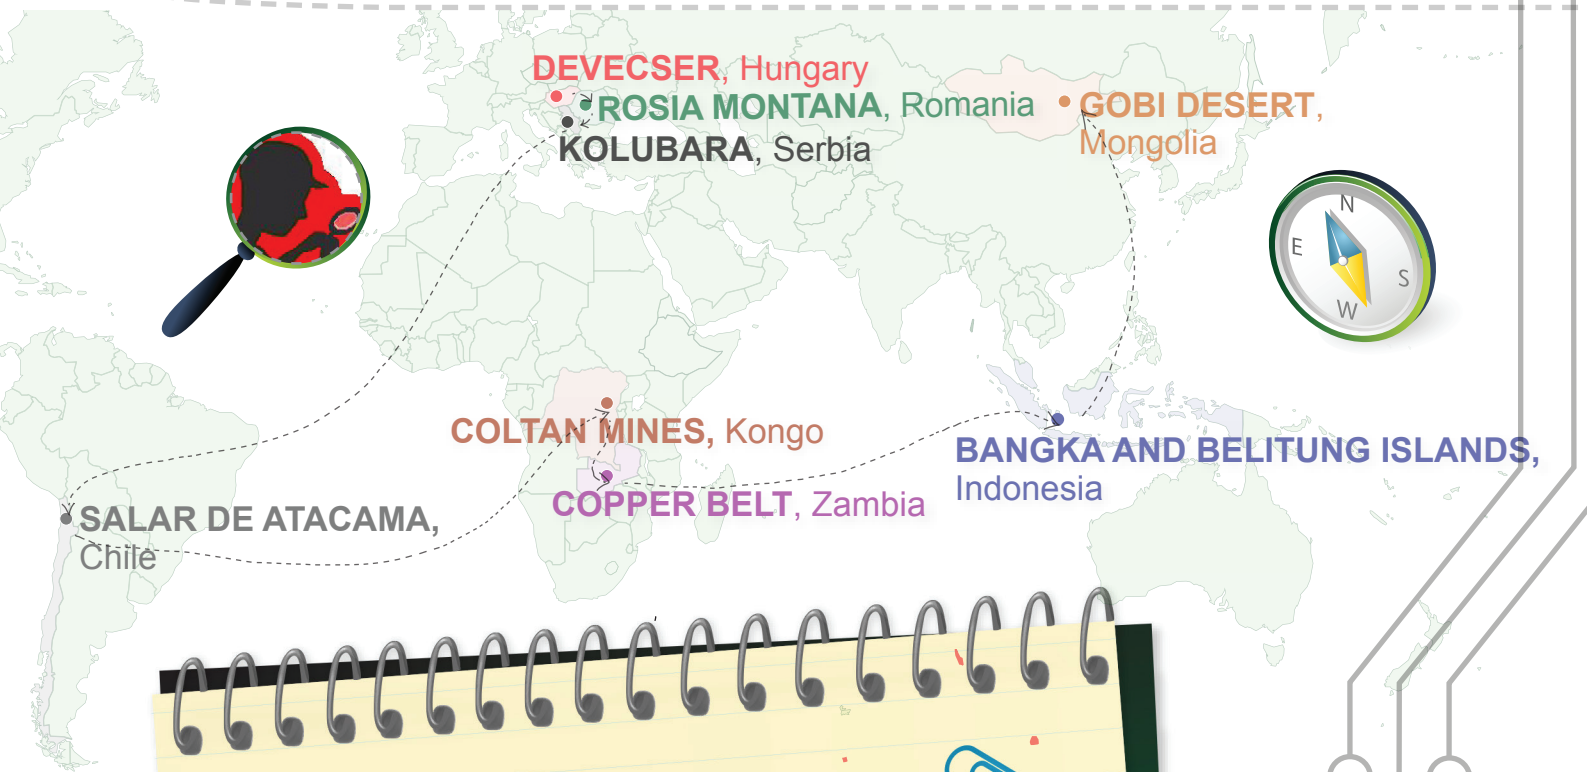 DEVECSER, Hungary
ROSIA MONTANA, Romania
KOLUBARA, Serbia
GOBI DESERT,
Mongolia
N
E
S
W
COLTAN MINES, Kongo
BANGKA AND BELITUNG ISLANDS,
Indonesia
COPPER BELT, Zambia
SALAR DE ATACAMA,
Chile